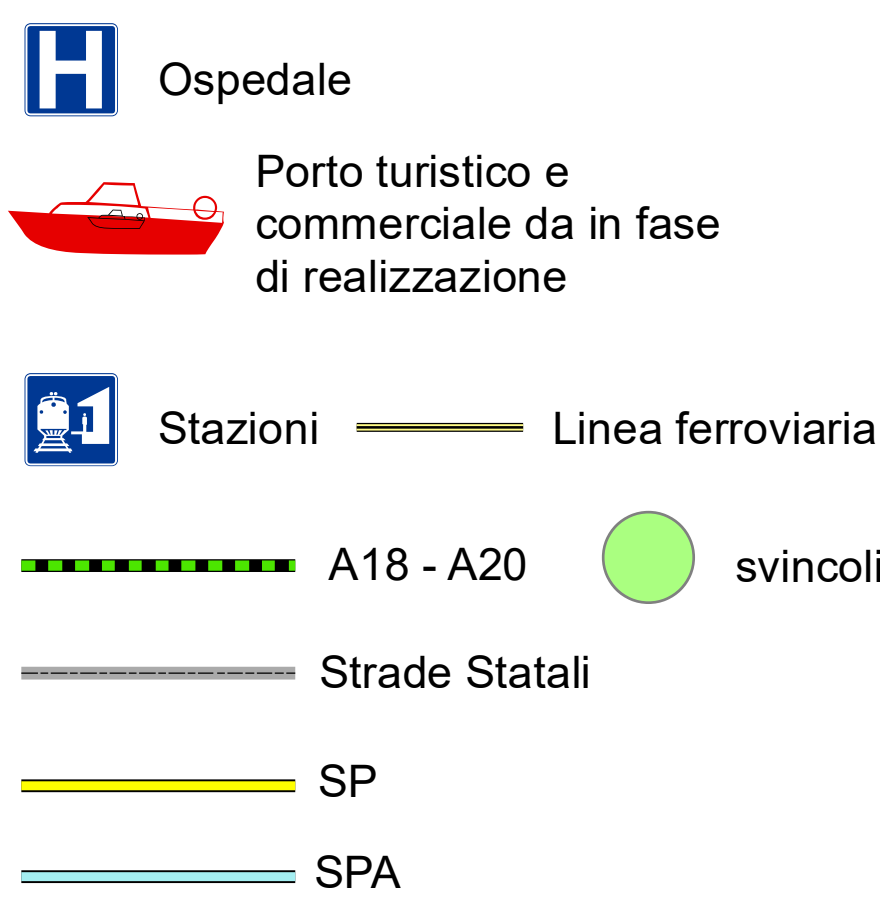 H Ospedale
Porto turistico e
commerciale da in fase
di realizzazione
Stazioni Linea ferroviaria
A18 - A20 svincoli
Strade Statali
SP
SPA